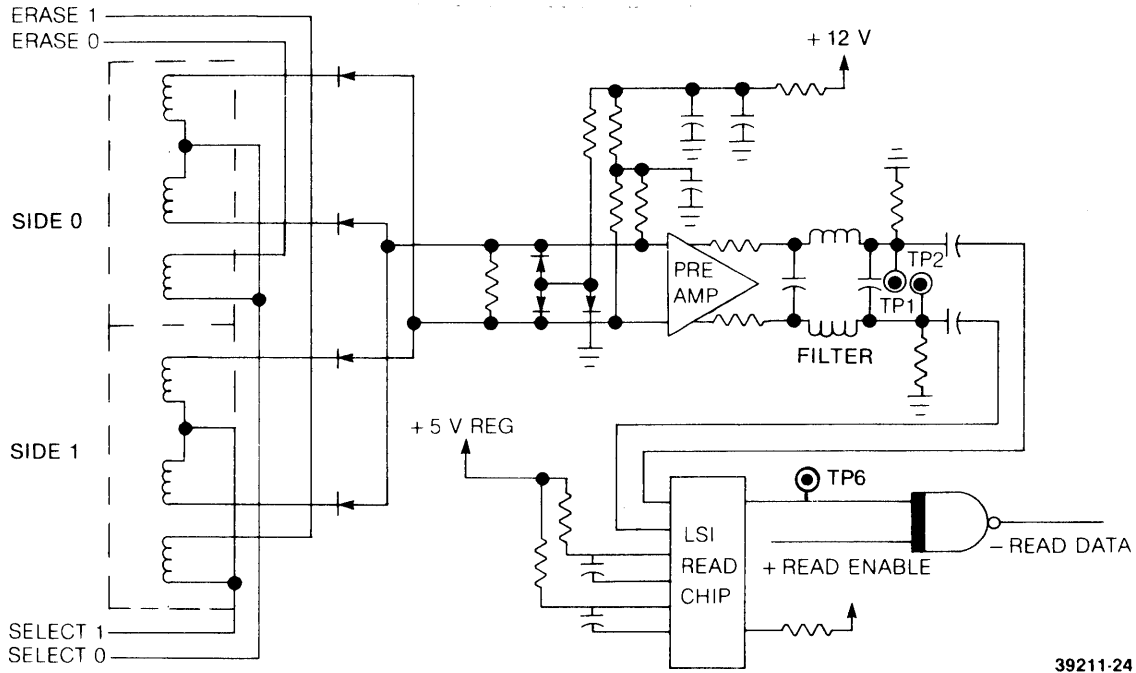 ERASE 1
ERASE 0
+ 12 V
SIDE 0
PRE
AMP
TP2
TP1
FILTER
SIDE 1
+ 5 V REG
TP6
LSI
READ
CHIP
+ READ ENABLE
– READ DATA
SELECT 1
SELECT 0
39211-24